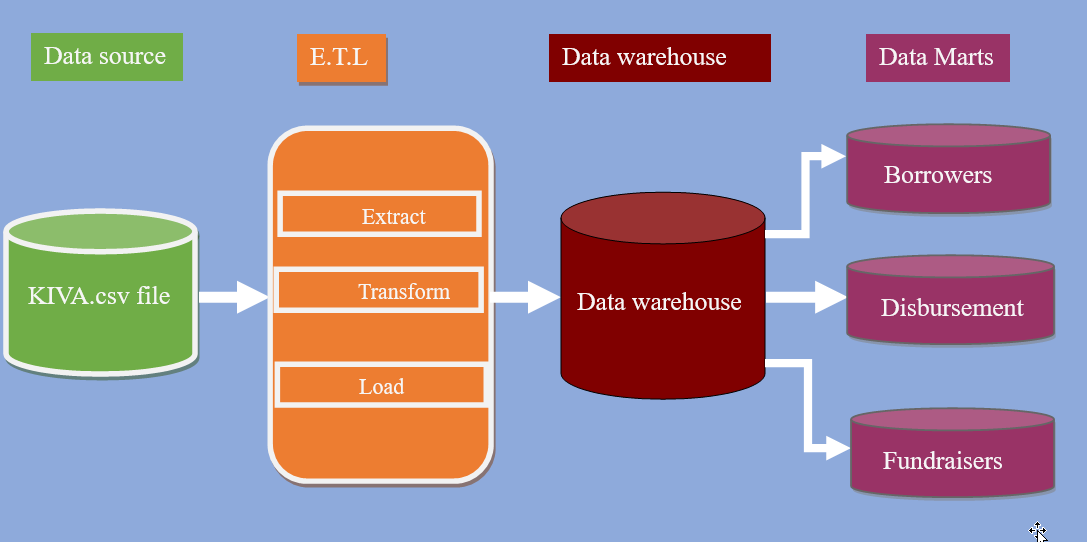 Data source
E.T.L
Data warehouse
Data Marts
KIVA.csv file
Extract
Transform
Load
Data warehouse
Borrowers
Disbursement
Fundraisers